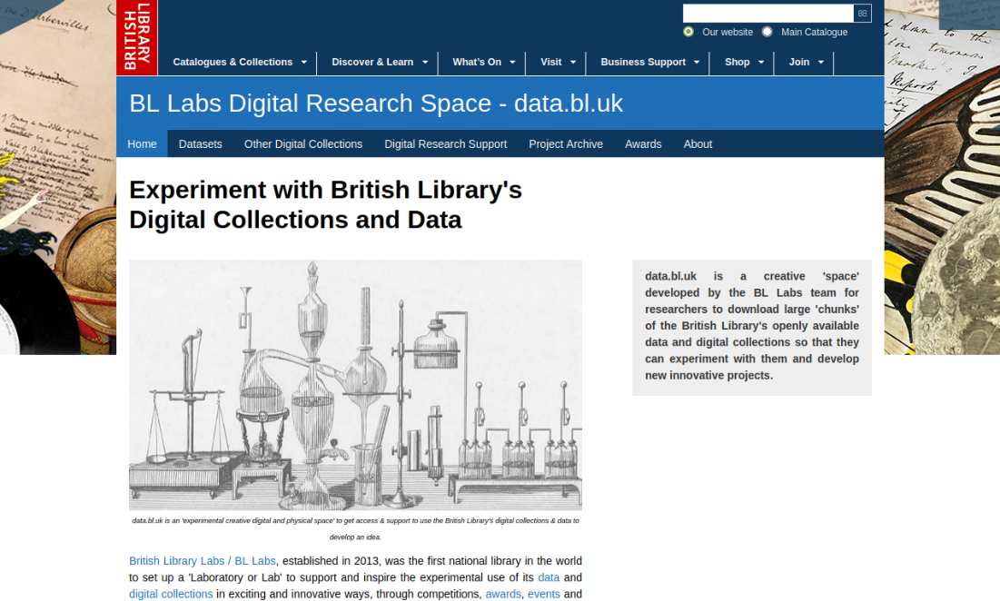 BRITISH
LIBRARY
Our website
Main Catalogue
Catalogues & Collections
Discover & Learn
What's On
Visit
Business Support
Shop
Join
BL Labs Digital Research Space - data.bl.uk
Home
Datasets
Other Digital Collections
Digital Research Support
Project Archive
Awards
About
Experiment with British Library's
Digital Collections and Data
data.bl.uk is an 'experimental creative digital and physical space' to get access & support to use the British Library's digital collections & data to
develop an idea.
British Library Labs / BL Labs, established in 2013, was the first national library in the world
to set up a 'Laboratory or Lab' to support and inspire the experimental use of its data and
digital collections in exciting and innovative ways, through competitions, awards, events and
data.bl.uk is a creative 'space'
developed by the BL Labs team for
researchers to download large 'chunks'
of the British Library's openly available
data and digital collections so that they
can experiment with them and develop
new innovative projects.